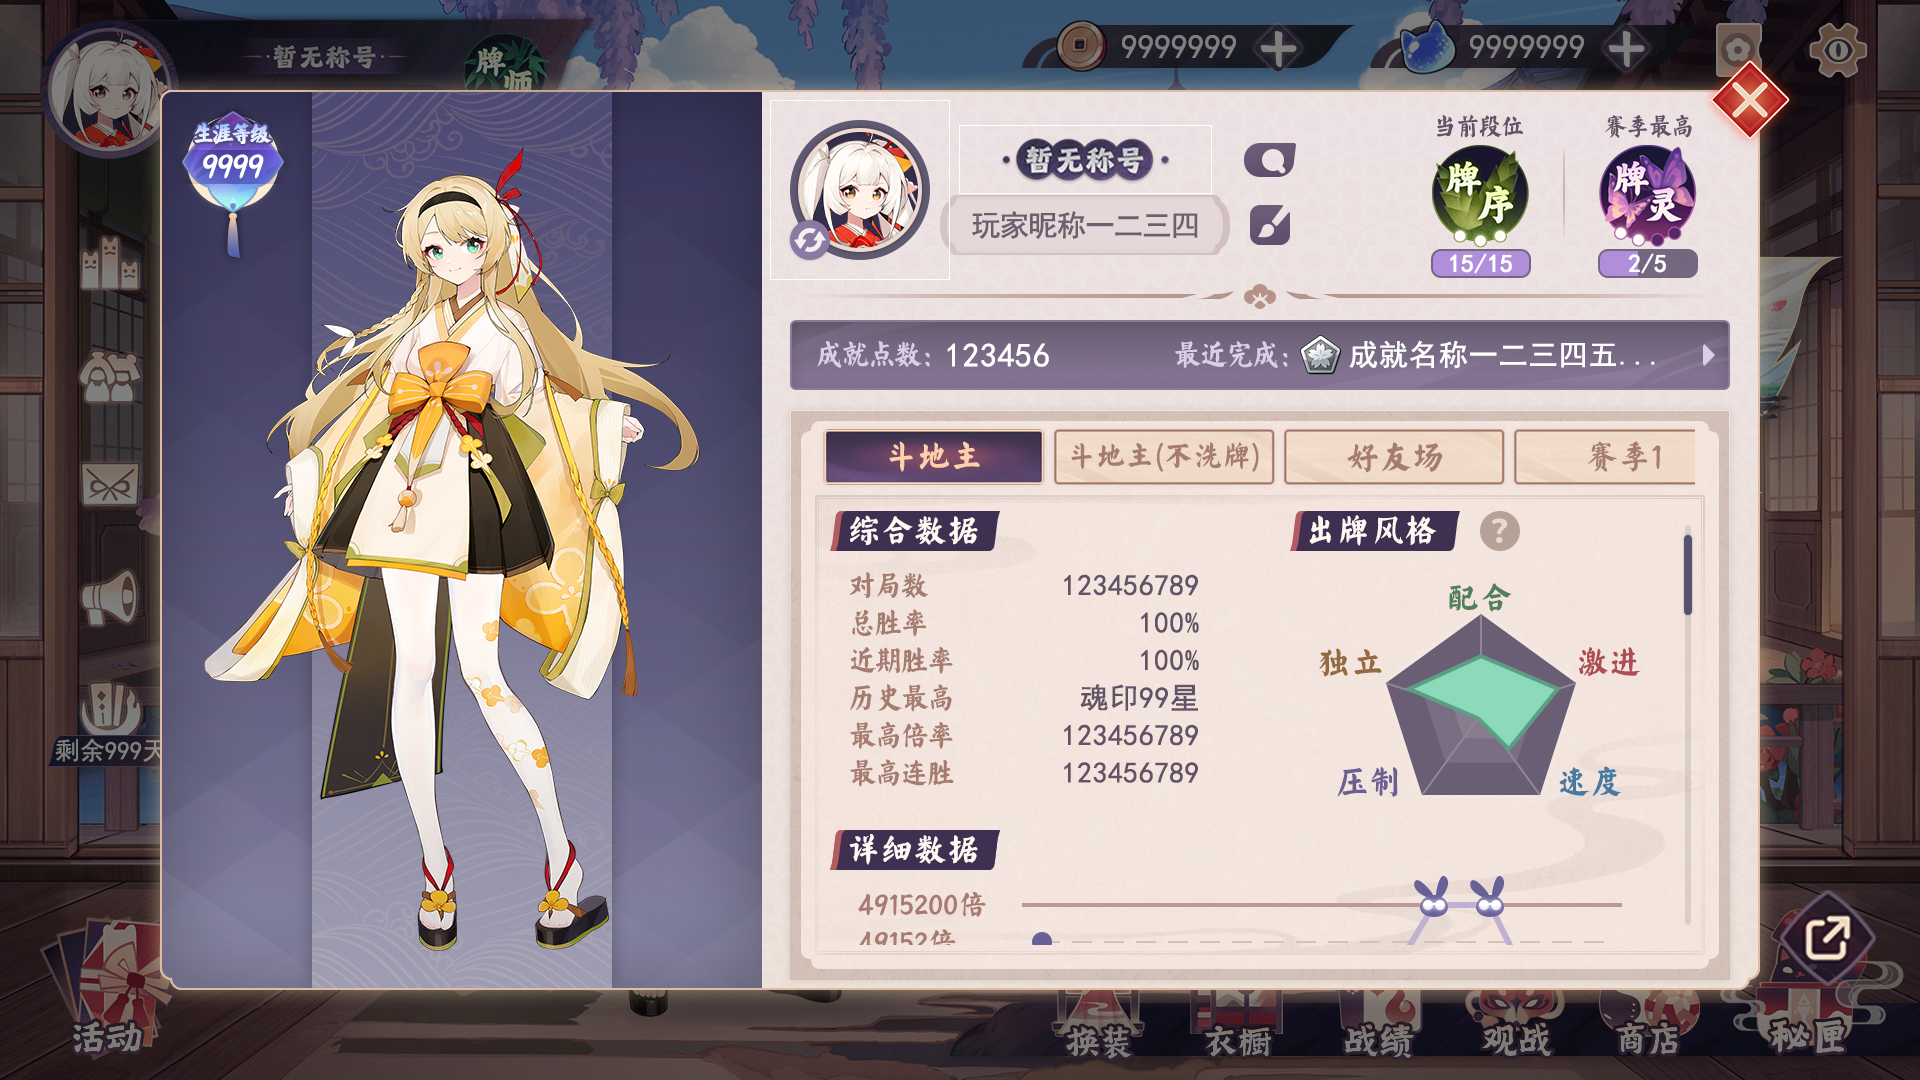 暂无称号
牌师
9999999
9999999
生涯等级
9999
·暂无称号·
玩家昵称一二三四
当前段位
牌序
15/15
赛季最高
牌灵
2/5
成就点数：123456
最近完成：成就名称一二三四五...
斗地主
斗地主(不洗牌)
好友场
赛季1
综合数据
对局数 123456789
总胜率 100%
近期胜率 100%
历史最高 魂印99星
最高倍率 123456789
最高连胜 123456789
出牌风格
?
配合
激进
速度
压制
独立
详细数据
4915200倍
49152倍
剩余999天
活动
换装
衣橱
战绩
观战
商店
秘匣